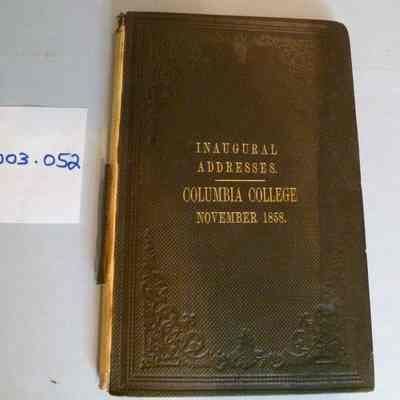 003.052
INAUGURAL
ADDRESSES.
COLUMBIA COLLEGE
NOVEMBER 1858.